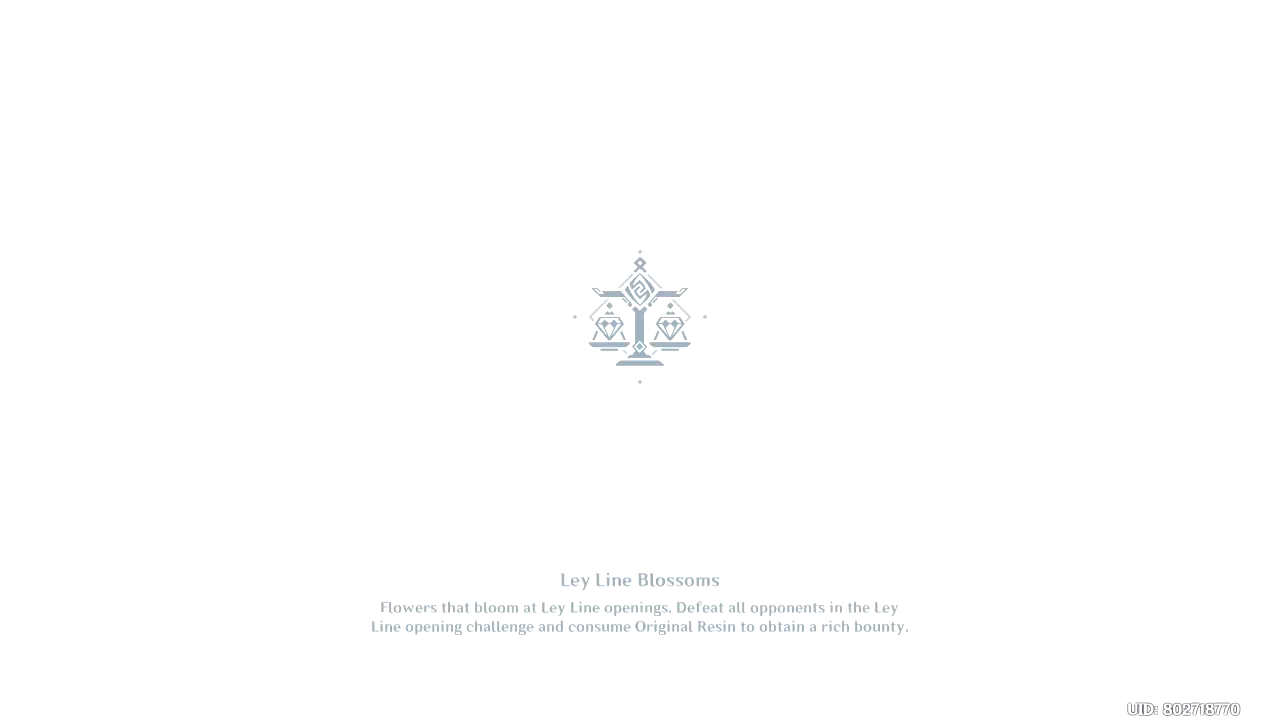 Ley Line Blossoms
Flowers that bloom at Ley Line openings. Defeat all opponents in the Ley
Line opening challenge and consume Original Resin to obtain a rich bounty.
UID: 802718770